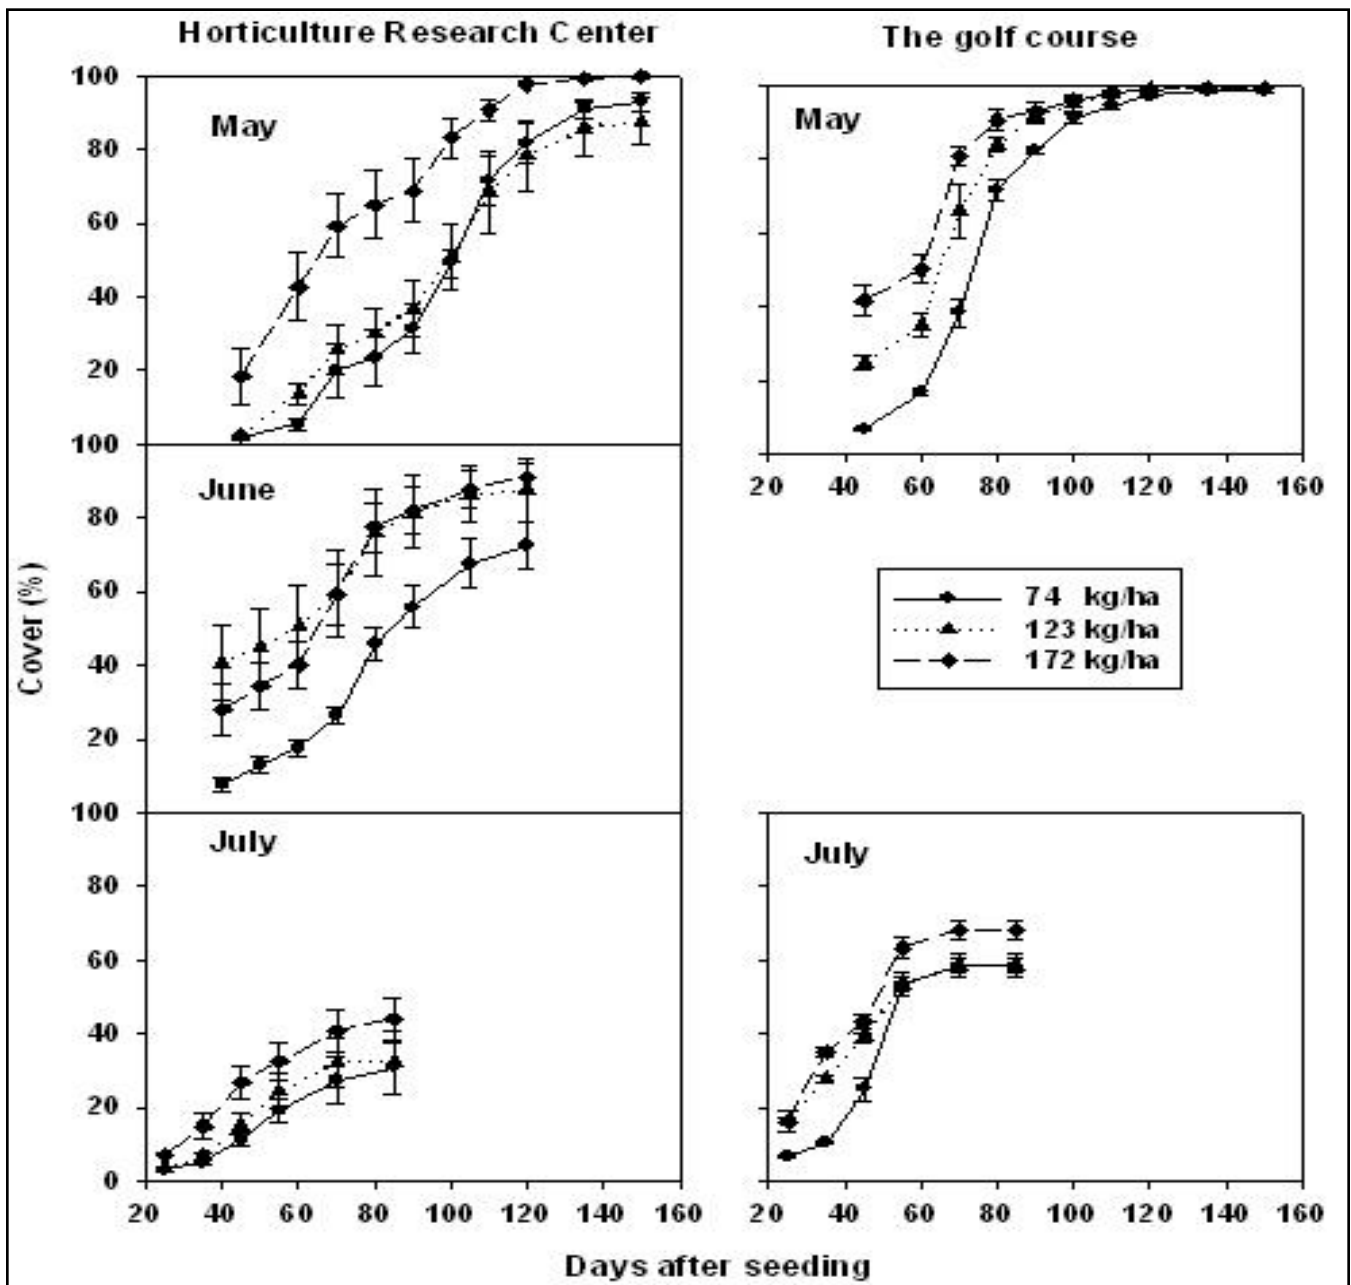 Horticulture Research Center
The golf course
100
80
60
40
20
100
80
60
40
20
100
80
60
40
20
0
May
June
July
May
20 40 60 80 100 120 140 160
74 kg/ha
123 kg/ha
172 kg/ha
July
Cover (%)
20 40 60 80 100 120 140 160
20 40 60 80 100 120 140 160
Days after seeding